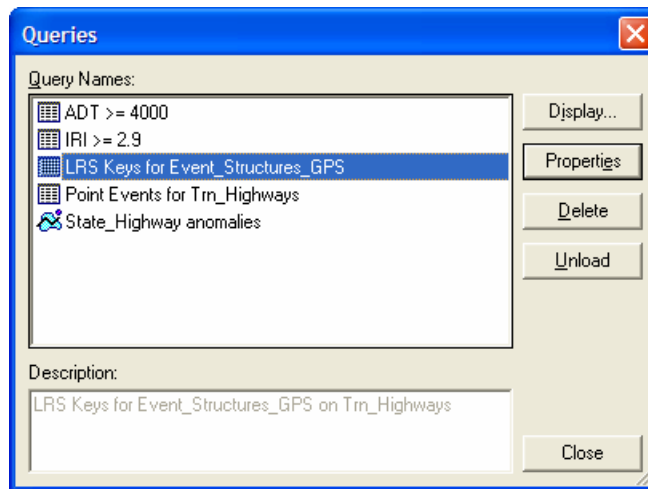 Queries
Query Names:
ADT >= 4000
IRI >= 2.9
LRS Keys for Event_Structures_GPS
Point Events for Trn_Highways
State_Highway anomalies
Display...
Properties
Delete
Unload
Description:
LRS Keys for Event_Structures_GPS on Trn_Highways
Close